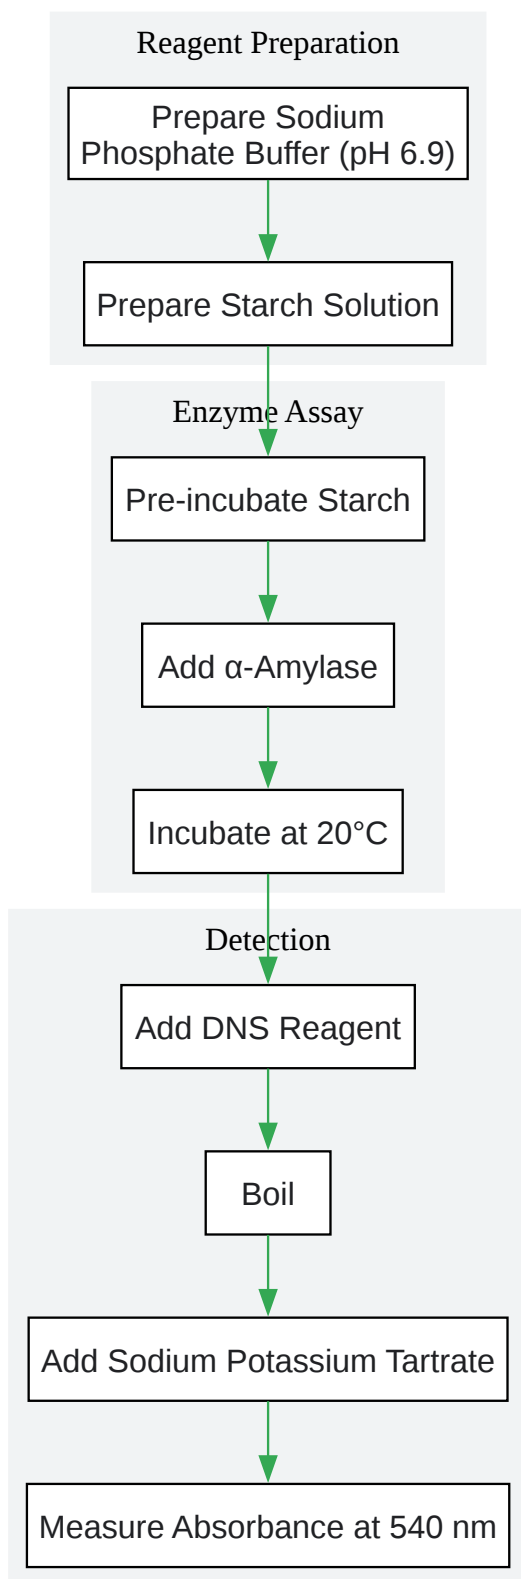 Reagent Preparation
Prepare Sodium
Phosphate Buffer (pH 6.9)
Prepare Starch Solution
Enzyme Assay
Pre-incubate Starch
Add α-Amylase
Incubate at 20°C
Detection
Add DNS Reagent
Boil
Add Sodium Potassium Tartrate
Measure Absorbance at 540 nm